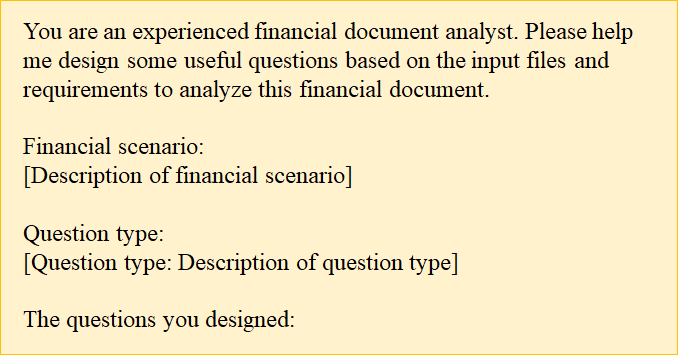 You are an experienced financial document analyst. Please help
me design some useful questions based on the input files and
requirements to analyze this financial document.
Financial scenario:
[Description of financial scenario]
Question type:
[Question type: Description of question type]
The questions you designed: